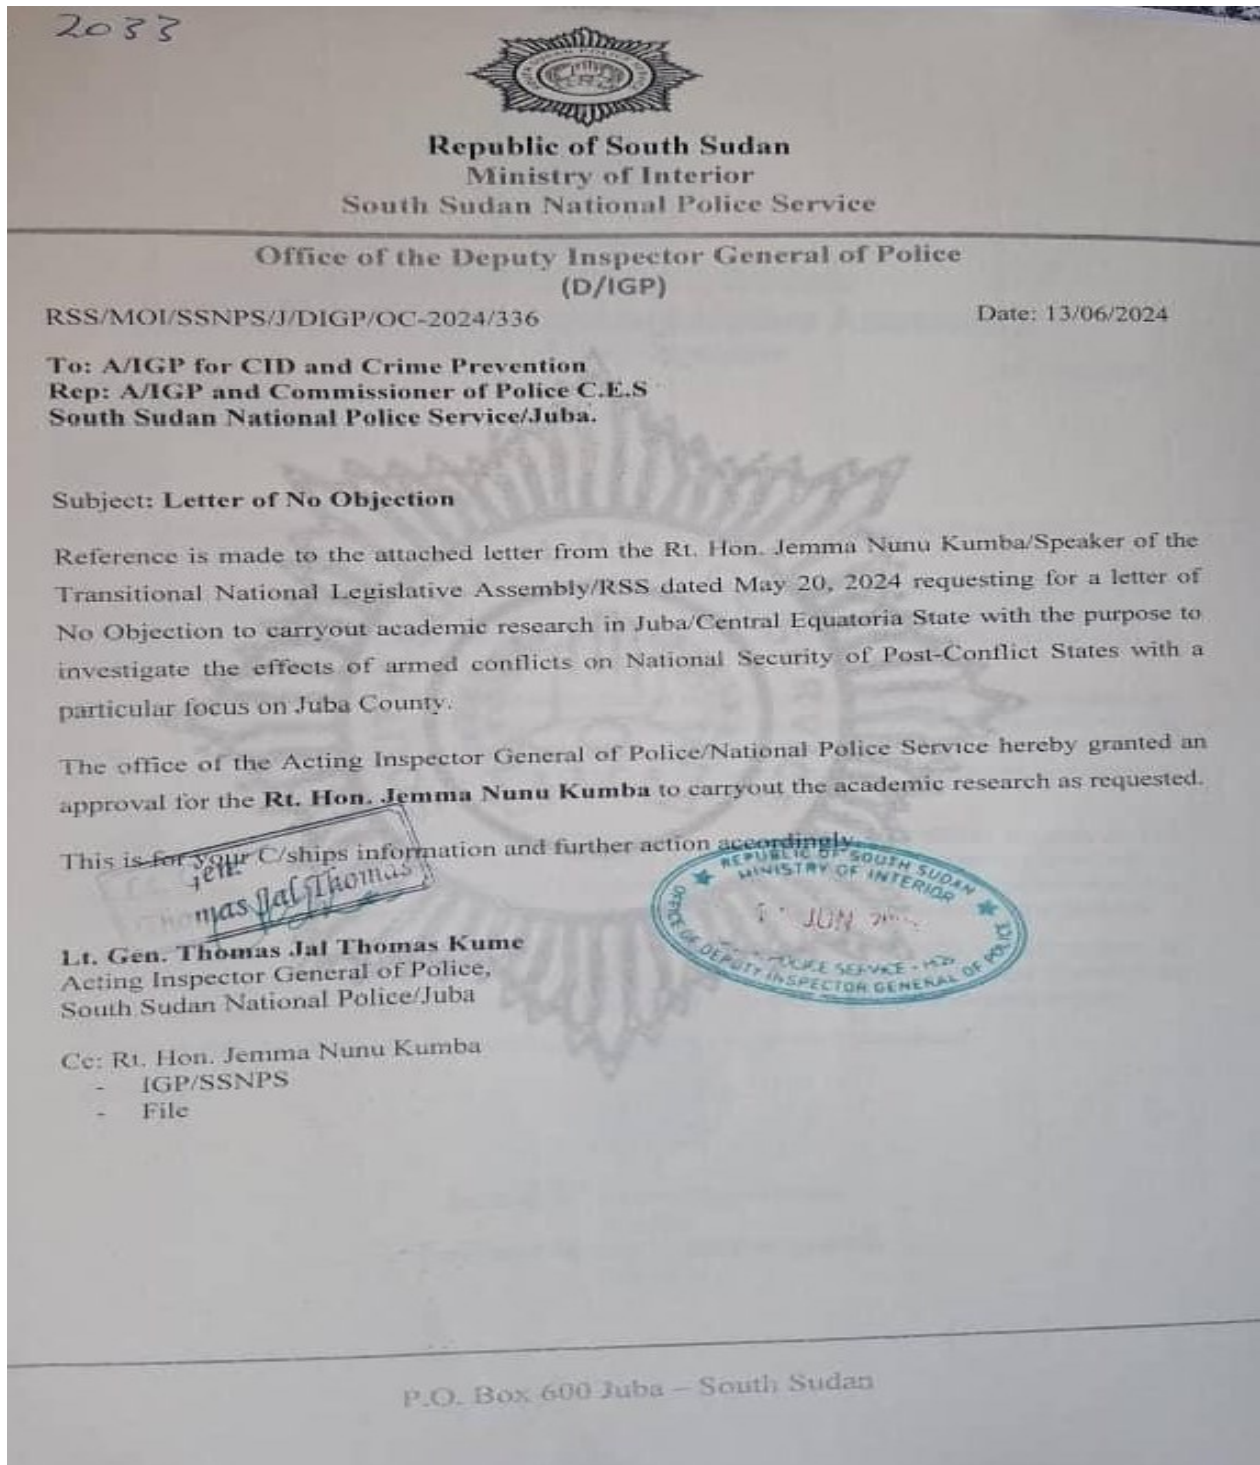 2033
Republic of South Sudan
Ministry of Interior
South Sudan National Police Service
Office of the Deputy Inspector General of Police
(D/IGP)
RSS/MOI/SSNPS/J/DIGP/OC-2024/336
Date: 13/06/2024
To: A/IGP for CID and Crime Prevention
Rep: A/IGP and Commissioner of Police C.E.S
South Sudan National Police Service/Juba.
Subject: Letter of No Objection
Reference is made to the attached letter from the Rt. Hon. Jemma Nunu Kumba/Speaker of the
Transitional National Legislative Assembly/RSS dated May 20, 2024 requesting for a letter of
No Objection to carryout academic research in Juba/Central Equatoria State with the purpose to
investigate the effects of armed conflicts on National Security of Post-Conflict States with a
particular focus on Juba County.
The office of the Acting Inspector General of Police/National Police Service hereby granted an
approval for the Rt. Hon. Jemma Nunu Kumba to carryout the academic research as requested.
This is for your C/ships information and further action accordingly.
Jal Thomas
REPUBLIC OF SOUTH SUDAN
MINISTRY OF INTERIOR
JUN
POLICE SERVICE - HQ
OFFICE OF DEPUTY INSPECTOR GENERAL OF POLICE
Lt. Gen. Thomas Jal Thomas Kume
Acting Inspector General of Police,
South Sudan National Police/Juba
Cc: Rt. Hon. Jemma Nunu Kumba
- IGP/SSNPS
- File
P.O. Box 600 Juba – South Sudan